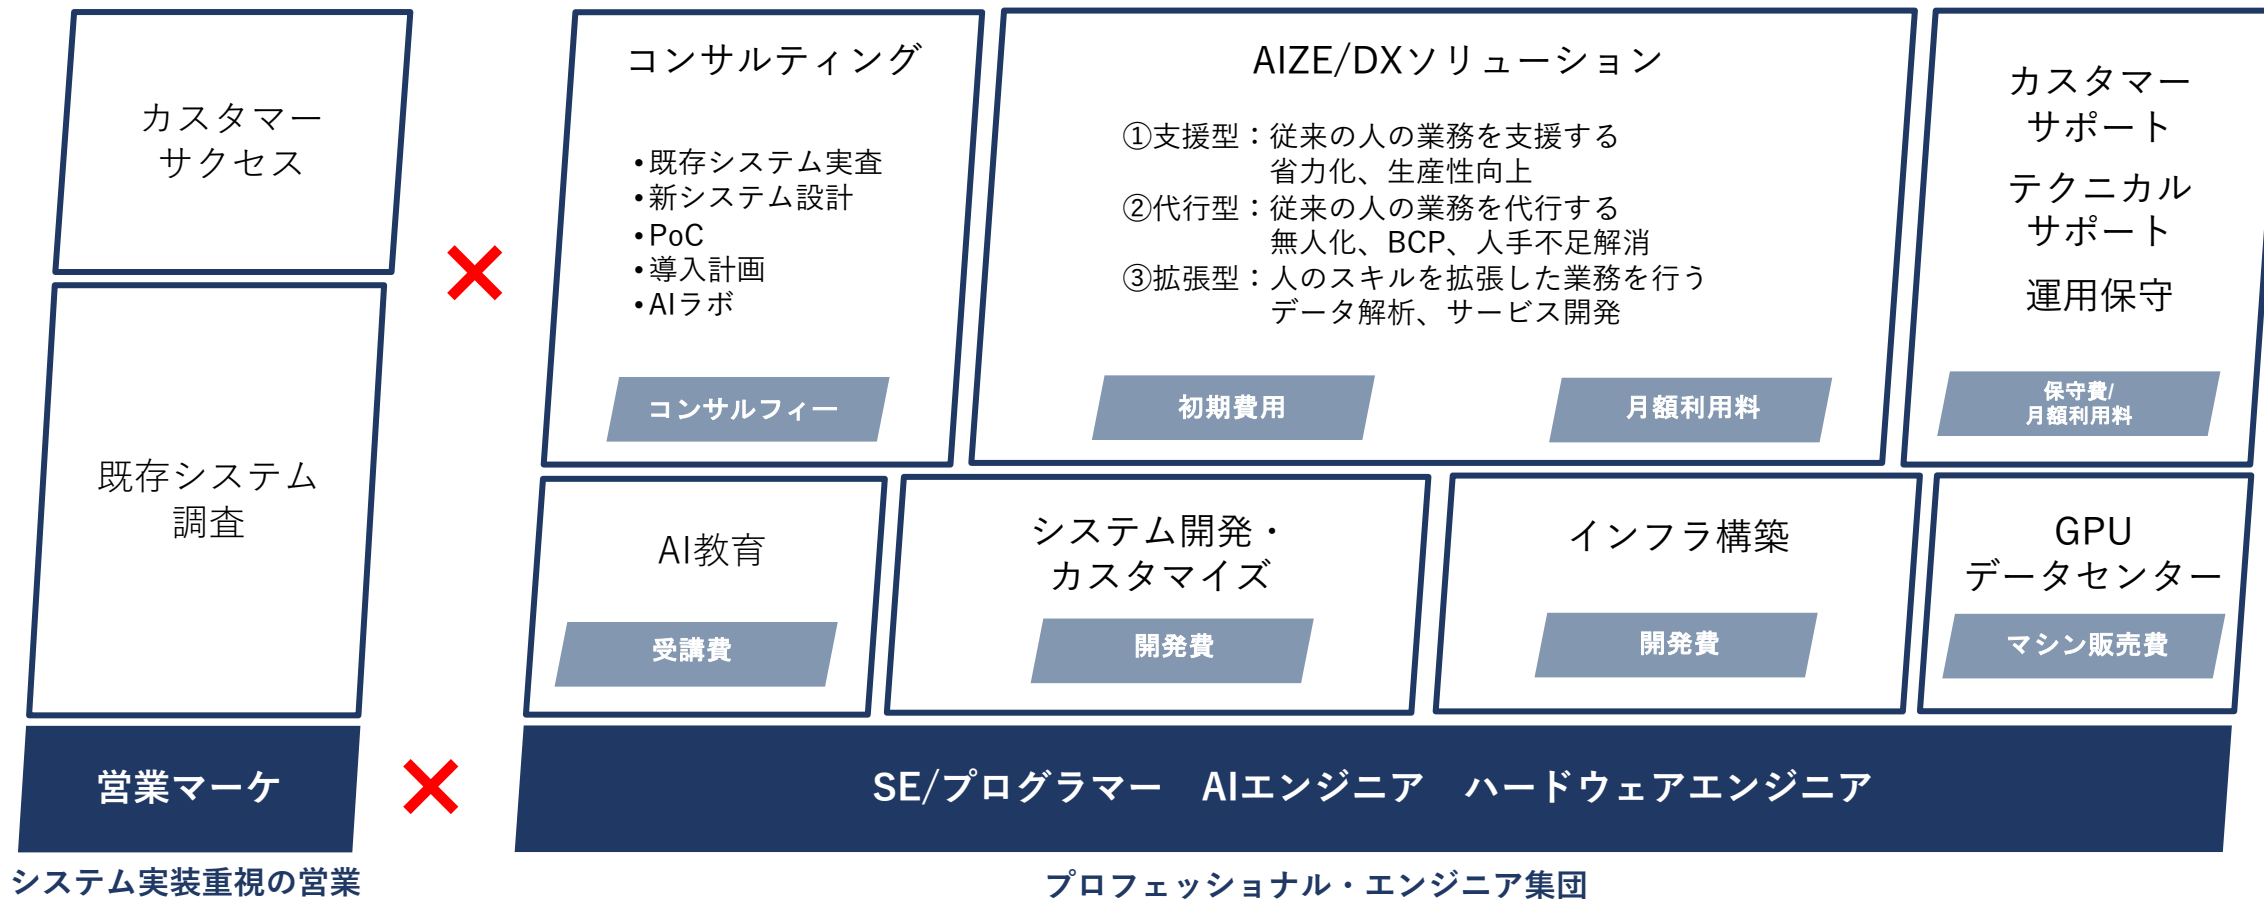 カスタマー
サクセス
既存システム
調査
営業マーケ
システム実装重視の営業
コンサルティング
•既存システム実査
•新システム設計
•PoC
•導入計画
•AIラボ
コンサルフィー
AIZE/DXソリューション
①支援型：従来の人の業務を支援する
省力化、生産性向上
②代行型：従来の人の業務を代行する
無人化、BCP、人手不足解消
③拡張型：人のスキルを拡張した業務を行う
データ解析、サービス開発
初期費用
月額利用料
カスタマー
サポート
テクニカル
サポート
運用保守
保守費/
月額利用料
AI教育
受講費
システム開発・
カスタマイズ
開発費
インフラ構築
開発費
GPU
データセンター
マシン販売費
SE/プログラマー　AIエンジニア　ハードウェアエンジニア
プロフェッショナル・エンジニア集団